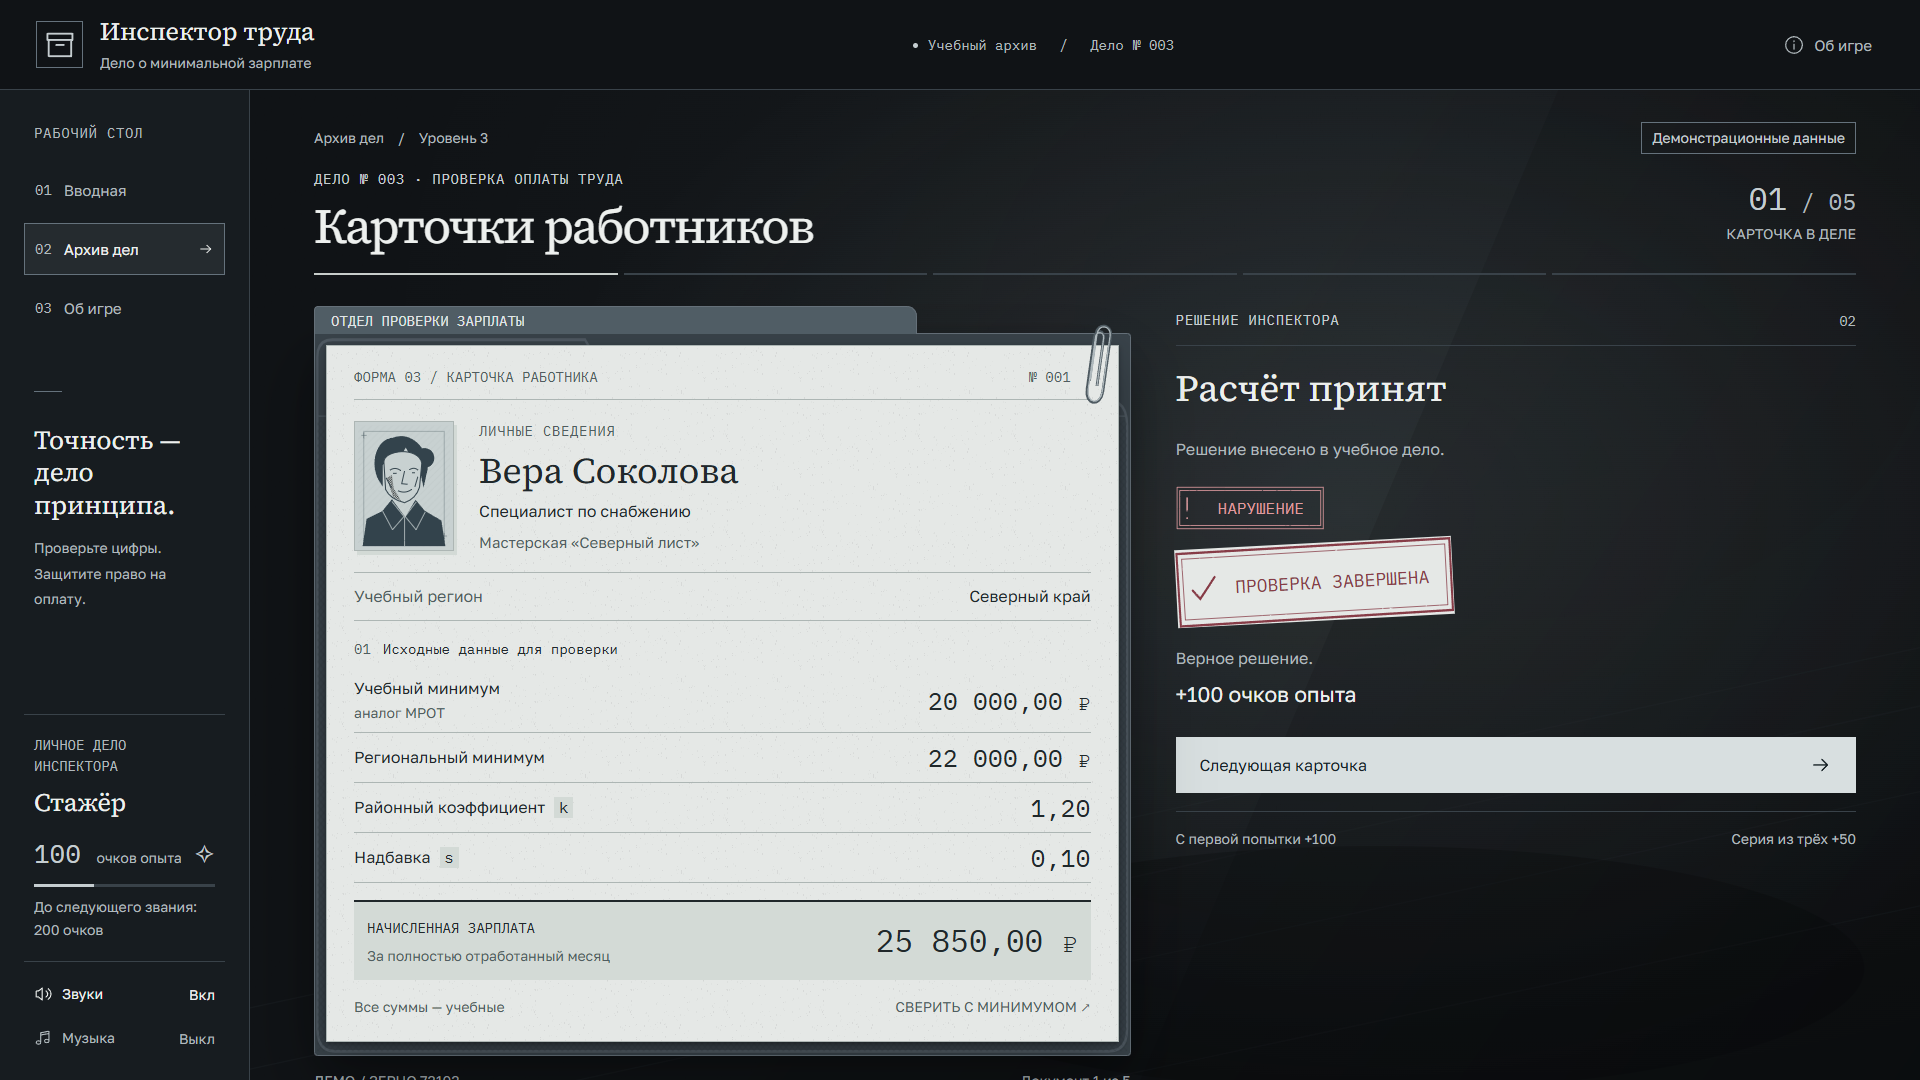 Инспектор труда
Дело о минимальной зарплате
Учебный архив / Дело № 003
Об игре
РАБОЧИЙ СТОЛ
01 Вводная
02 Архив дел
03 Об игре
Точность —
дело
принципа.
Проверьте цифры.
Защитите право на
оплату.
ЛИЧНОЕ ДЕЛО
ИНСПЕКТОРА
Стажёр
100 очков опыта
До следующего звания:
200 очков
Звуки Вкл
Музыка Выкл
Архив дел / Уровень 3
Демонстрационные данные
ДЕЛО № 003 · ПРОВЕРКА ОПЛАТЫ ТРУДА
Карточки работников
01 / 05
КАРТОЧКА В ДЕЛЕ
ОТДЕЛ ПРОВЕРКИ ЗАРПЛАТЫ
ФОРМА 03 / КАРТОЧКА РАБОТНИКА № 001
ЛИЧНЫЕ СВЕДЕНИЯ
Вера Соколова
Специалист по снабжению
Мастерская «Северный лист»
Учебный регион Северный край
01 Исходные данные для проверки
Учебный минимум
аналог МРОТ
20 000,00 ₽
Региональный минимум 22 000,00 ₽
Районный коэффициент k 1,20
Надбавка s 0,10
НАЧИСЛЕННАЯ ЗАРПЛАТА
За полностью отработанный месяц
25 850,00 ₽
Все суммы — учебные СВЕРИТЬ С МИНИМУМОМ ↗
РЕШЕНИЕ ИНСПЕКТОРА 02
Расчёт принят
Решение внесено в учебное дело.
! НАРУШЕНИЕ
ПРОВЕРКА ЗАВЕРШЕНА
Верное решение.
+100 очков опыта
Следующая карточка
С первой попытки +100 Серия из трёх +50